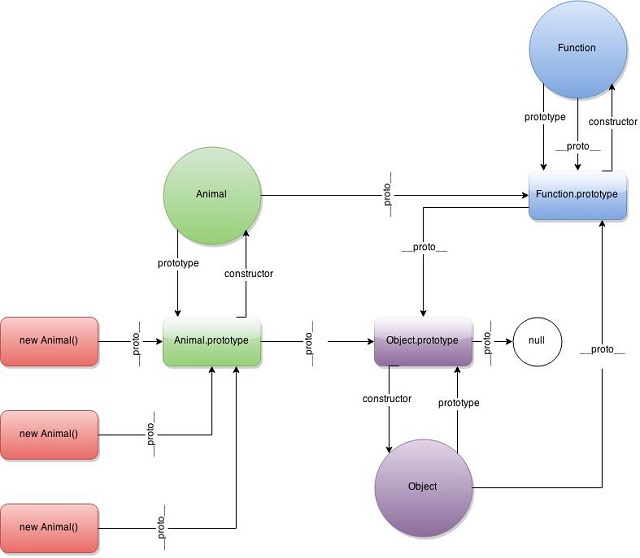 Function
prototype
constructor
__proto__
Animal
__proto__
Function.prototype
__proto__
prototype
constructor
new Animal()
__proto__
Animal.prototype
__proto__
Object.prototype
__proto__
null
__proto__
constructor
prototype
new Animal()
__proto__
Object
new Animal()
__proto__